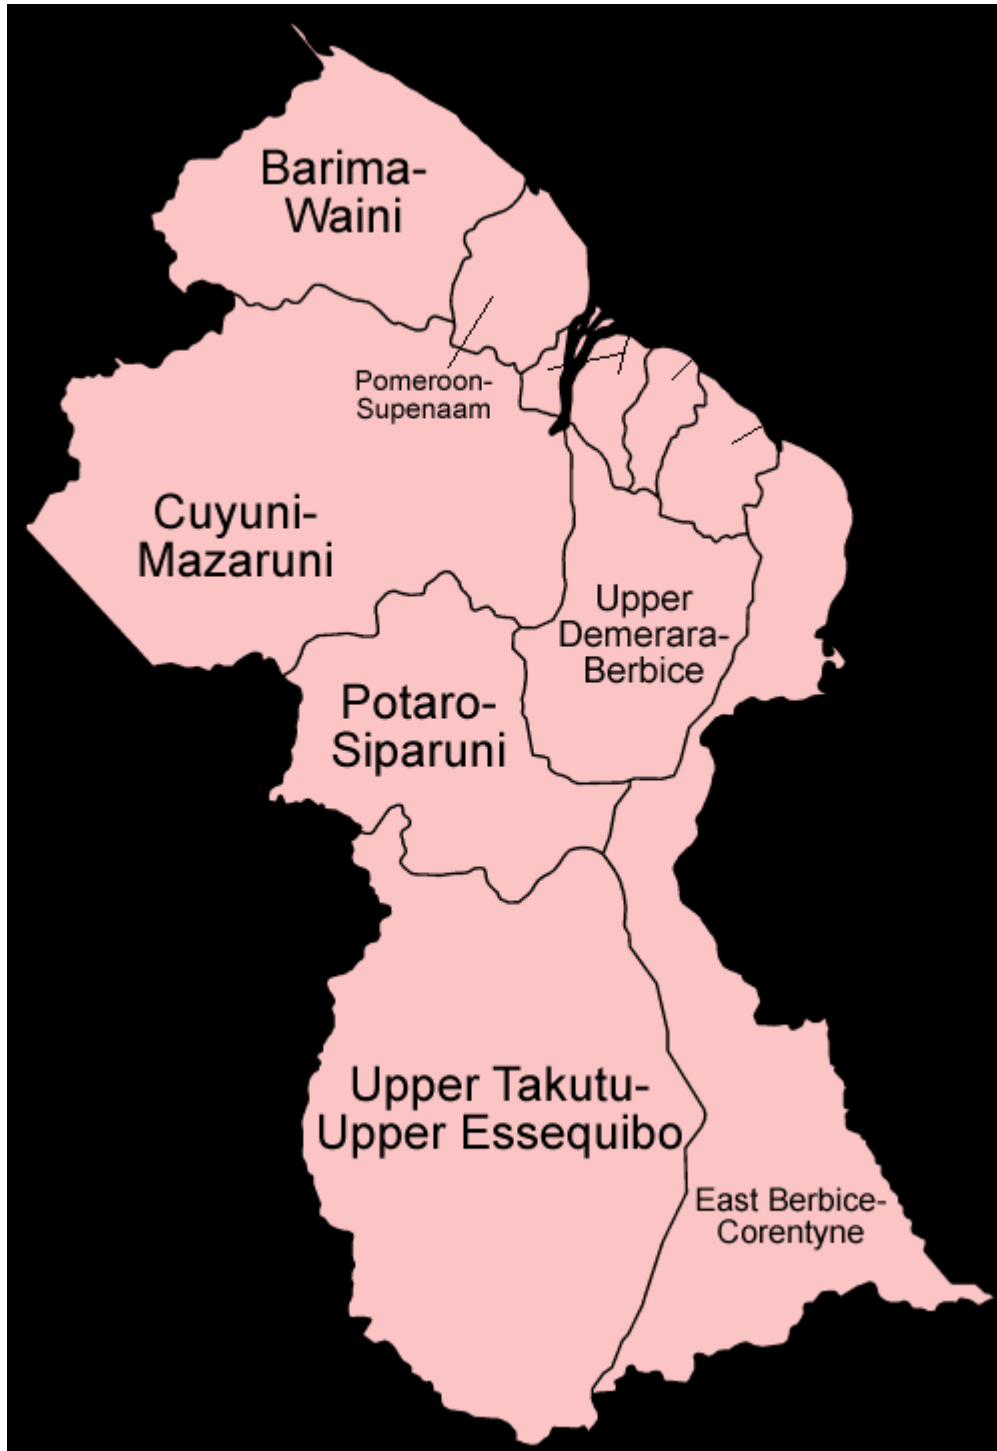 Barima-
Waini
Pomeroon-
Supenaam
Cuyuni-
Mazaruni
Upper
Demerara-
Berbice
Potaro-
Siparuni
Upper Takutu-
Upper Essequibo
East Berbice-
Corentyne